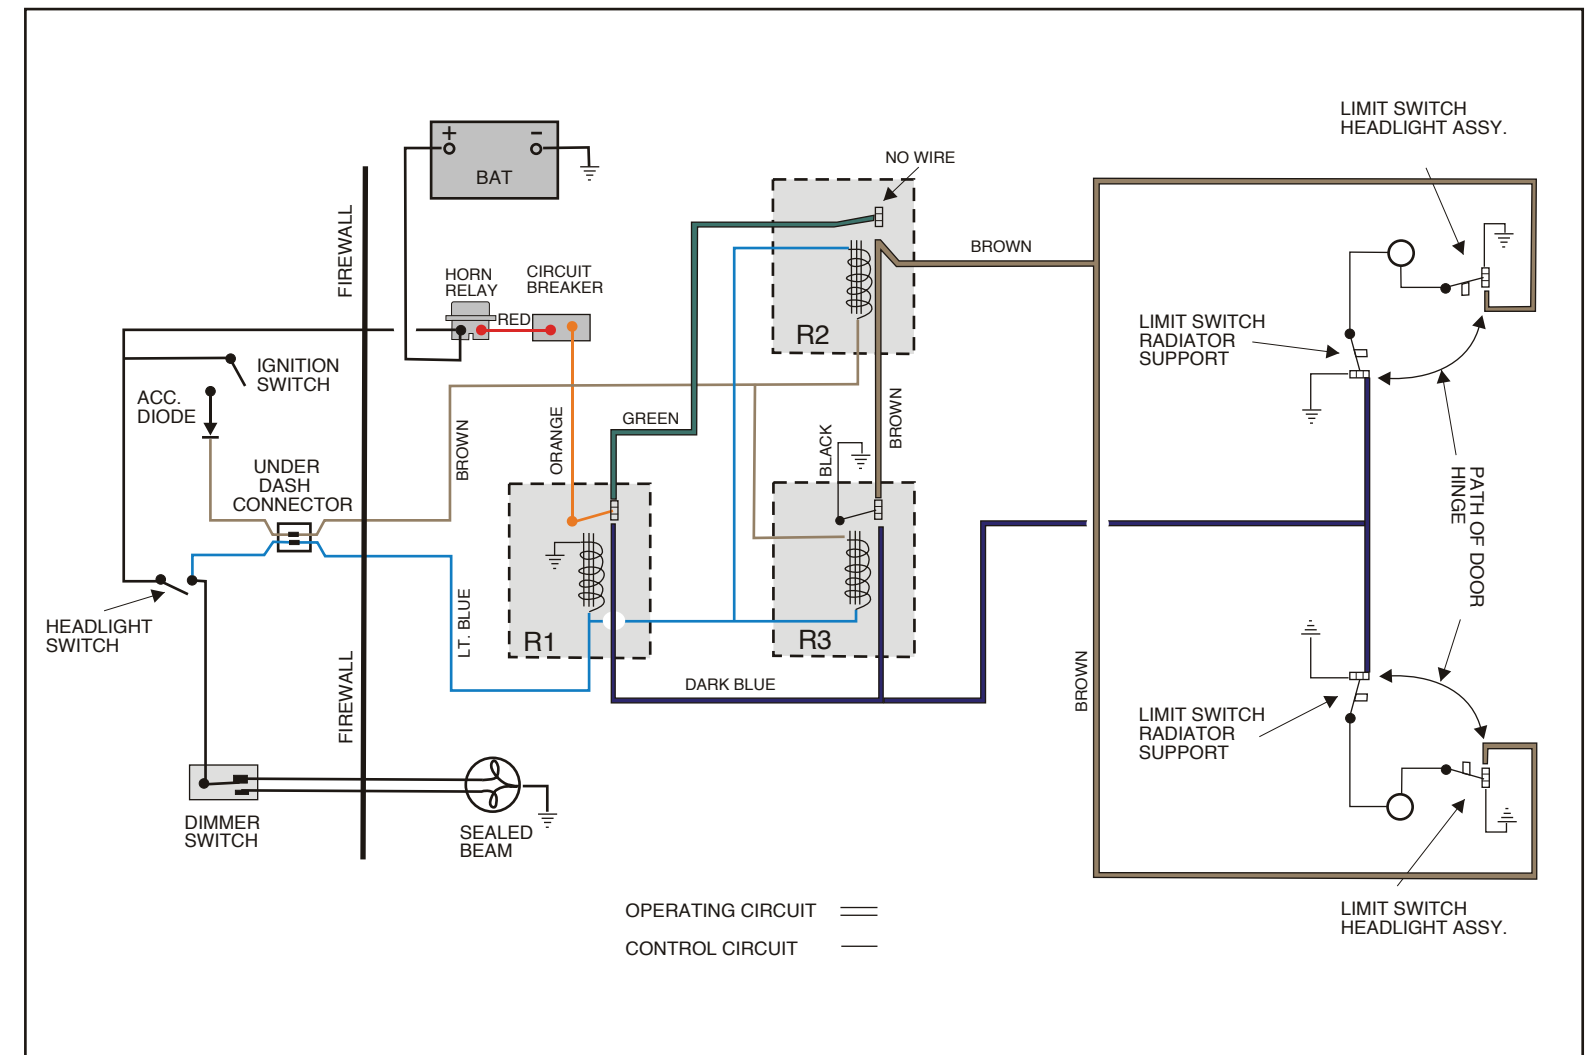 LIMIT SWITCH
HEADLIGHT ASSY.
+
-
BAT
NO WIRE
FIREWALL
BROWN
HORN
RELAY
CIRCUIT
BREAKER
RED
R2
LIMIT SWITCH
RADIATOR
SUPPORT
IGNITION
SWITCH
ACC.
DIODE
GREEN
ORANGE
BROWN
BLACK
BROWN
UNDER
DASH
CONNECTOR
PATH OF DOOR
HINGE
HEADLIGHT
SWITCH
LT. BLUE
R1
R3
FIREWALL
DARK BLUE
BROWN
LIMIT SWITCH
RADIATOR
SUPPORT
DIMMER
SWITCH
SEALED
BEAM
OPERATING CIRCUIT
CONTROL CIRCUIT
LIMIT SWITCH
HEADLIGHT ASSY.